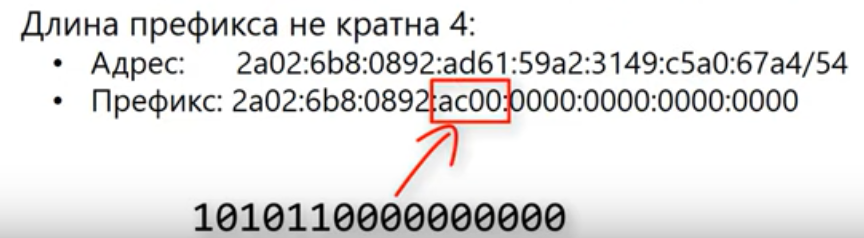 Длина префикса не кратна 4:
• Адрес: 2a02:6b8:0892:ad61:59a2:3149:c5a0:67a4/54
• Префикс: 2a02:6b8:0892:ac00:0000:0000:0000:0000
1010110000000000